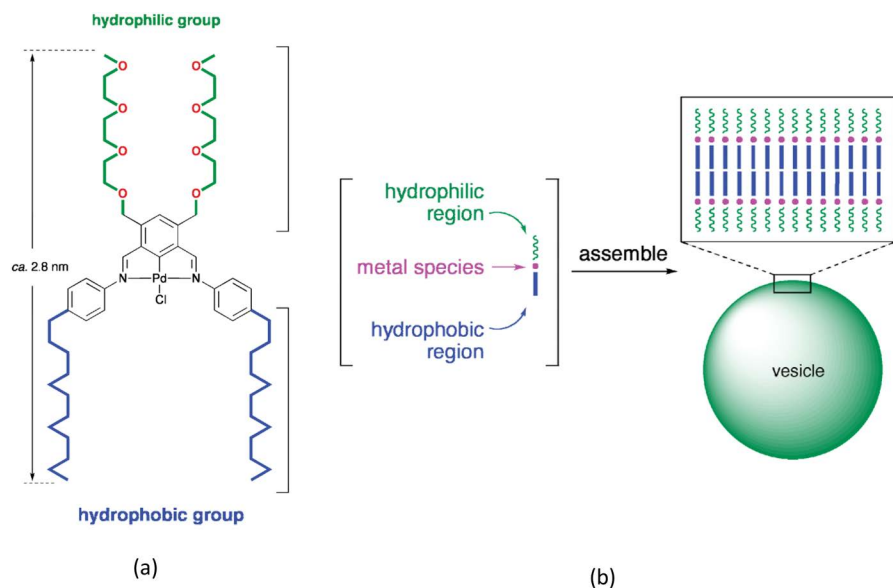 hydrophilic group
O O
O O
O O
O O
ca. 2.8 nm
N Pd N
Cl
hydrophobic group
(a)
hydrophilic
region
metal species
hydrophobic
region
assemble
vesicle
(b)